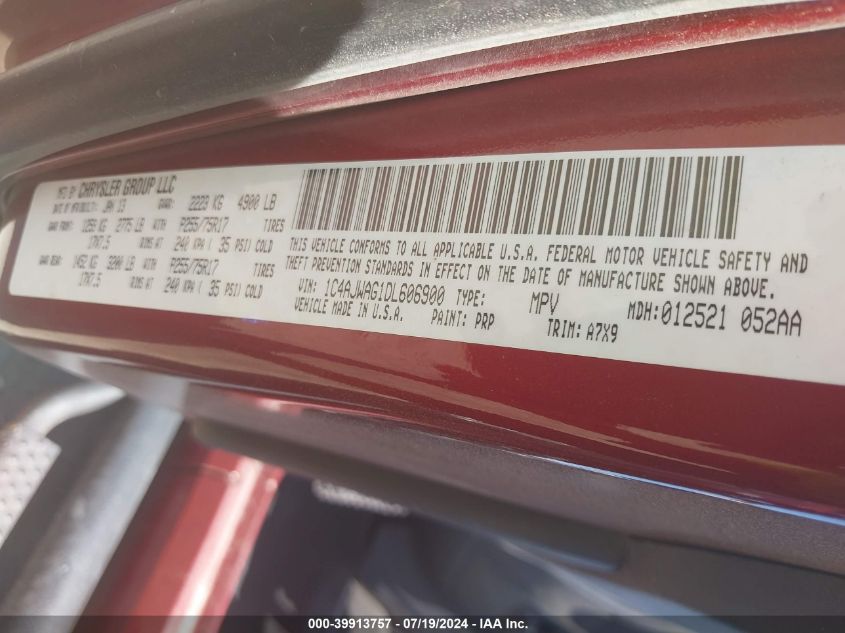 MFD BY CHRYSLER GROUP LLC
DATE OF MFR/BUILT: JAN 13 GVWR: 2223 KG 4900 LB
GAWR FRONT: 1259 KG 2775 LB WITH P255/75R17 TIRES
17X7.5 RIMS AT 240 KPA ( 35 PSI) COLD
GAWR REAR: 1452 KG 3200 LB WITH P255/75R17 TIRES
17X7.5 RIMS AT 240 KPA ( 35 PSI) COLD
THIS VEHICLE CONFORMS TO ALL APPLICABLE U.S.A. FEDERAL MOTOR VEHICLE SAFETY AND
THEFT PREVENTION STANDARDS IN EFFECT ON THE DATE OF MANUFACTURE SHOWN ABOVE.
VIN: 1C4AJWAG1DL606900 TYPE: MPV MDH: 012521 052AA
VEHICLE MADE IN U.S.A. PAINT: PRP TRIM: A7X9
000-39913757 - 07/19/2024 - IAA Inc.